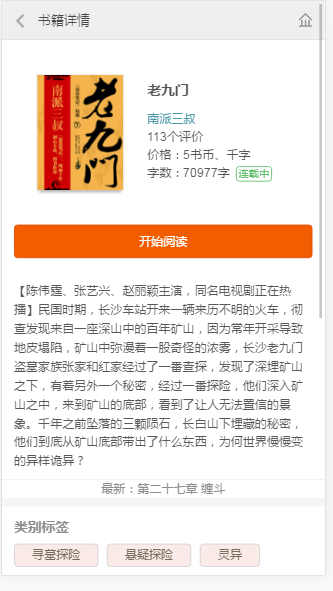 书籍详情
老九门
南派三叔
老九门
南派三叔
113个评价
价格：5书币、千字
字数：70977字 连载中
开始阅读
【陈伟霆、张艺兴、赵丽颖主演，同名电视剧正在热
播】民国时期，长沙车站开来一辆来历不明的火车，彻
查发现来自一座深山中的百年矿山，因为常年开采导致
地皮塌陷，矿山中弥漫着一股奇怪的浓雾，长沙老九门
盗墓家族张家和红家经过了一番查探，发现了深埋矿山
之下，有着另外一个秘密，经过一番探险，他们深入矿
山之中，来到矿山的底部，看到了让人无法置信的景
象。千年之前坠落的三颗陨石，长白山下埋藏的秘密，
他们到底从矿山底部带出了什么东西，为何世界慢慢变
的异样诡异？
最新：第二十七章 缠斗
类别标签
寻墓探险 悬疑探险 灵异